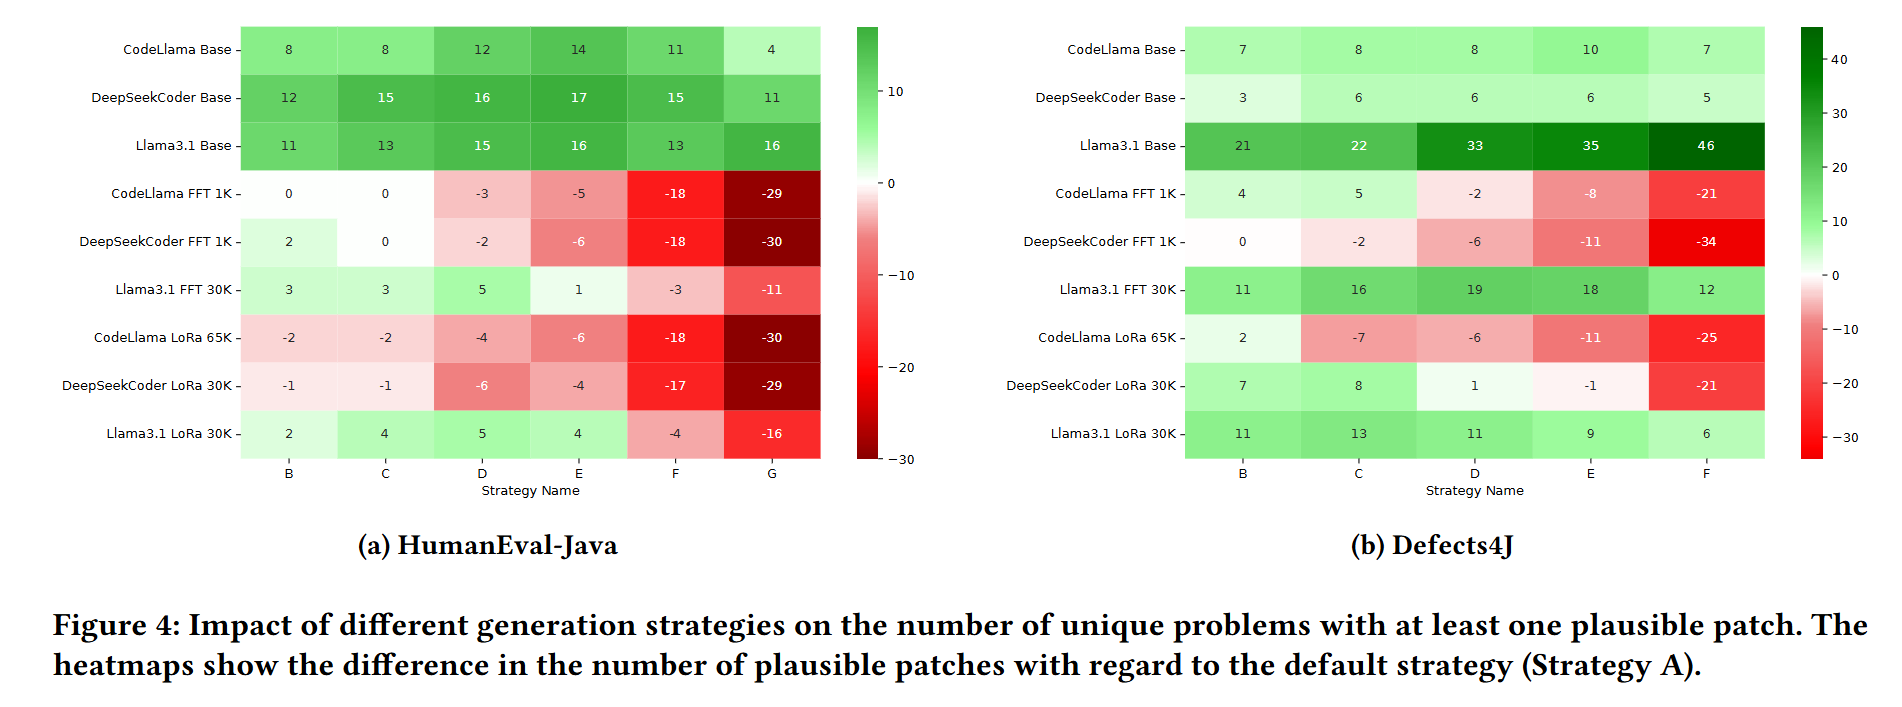 CodeLlama Base 8 8 12 14 11 4
DeepSeekCoder Base 12 15 16 17 15 11
Llama3.1 Base 11 13 15 16 13 16
CodeLlama FFT 1K 0 0 -3 -5 -18 -29
DeepSeekCoder FFT 1K 2 0 -2 -6 -18 -30
Llama3.1 FFT 30K 3 3 5 1 -3 -11
CodeLlama LoRa 65K -2 -2 -4 -6 -18 -30
DeepSeekCoder LoRa 30K -1 -1 -6 -4 -17 -29
Llama3.1 LoRa 30K 2 4 5 4 -4 -16
B C D E F G
Strategy Name
10
0
−10
−20
−30
(a) HumanEval-Java
CodeLlama Base 7 8 8 10 7
DeepSeekCoder Base 3 6 6 6 5
Llama3.1 Base 21 22 33 35 46
CodeLlama FFT 1K 4 5 -2 -8 -21
DeepSeekCoder FFT 1K 0 -2 -6 -11 -34
Llama3.1 FFT 30K 11 16 19 18 12
CodeLlama LoRa 65K 2 -7 -6 -11 -25
DeepSeekCoder LoRa 30K 7 8 1 -1 -21
Llama3.1 LoRa 30K 11 13 11 9 6
B C D E F
Strategy Name
40
30
20
10
0
−10
−20
−30
(b) Defects4J
Figure 4: Impact of different generation strategies on the number of unique problems with at least one plausible patch. The
heatmaps show the difference in the number of plausible patches with regard to the default strategy (Strategy A).